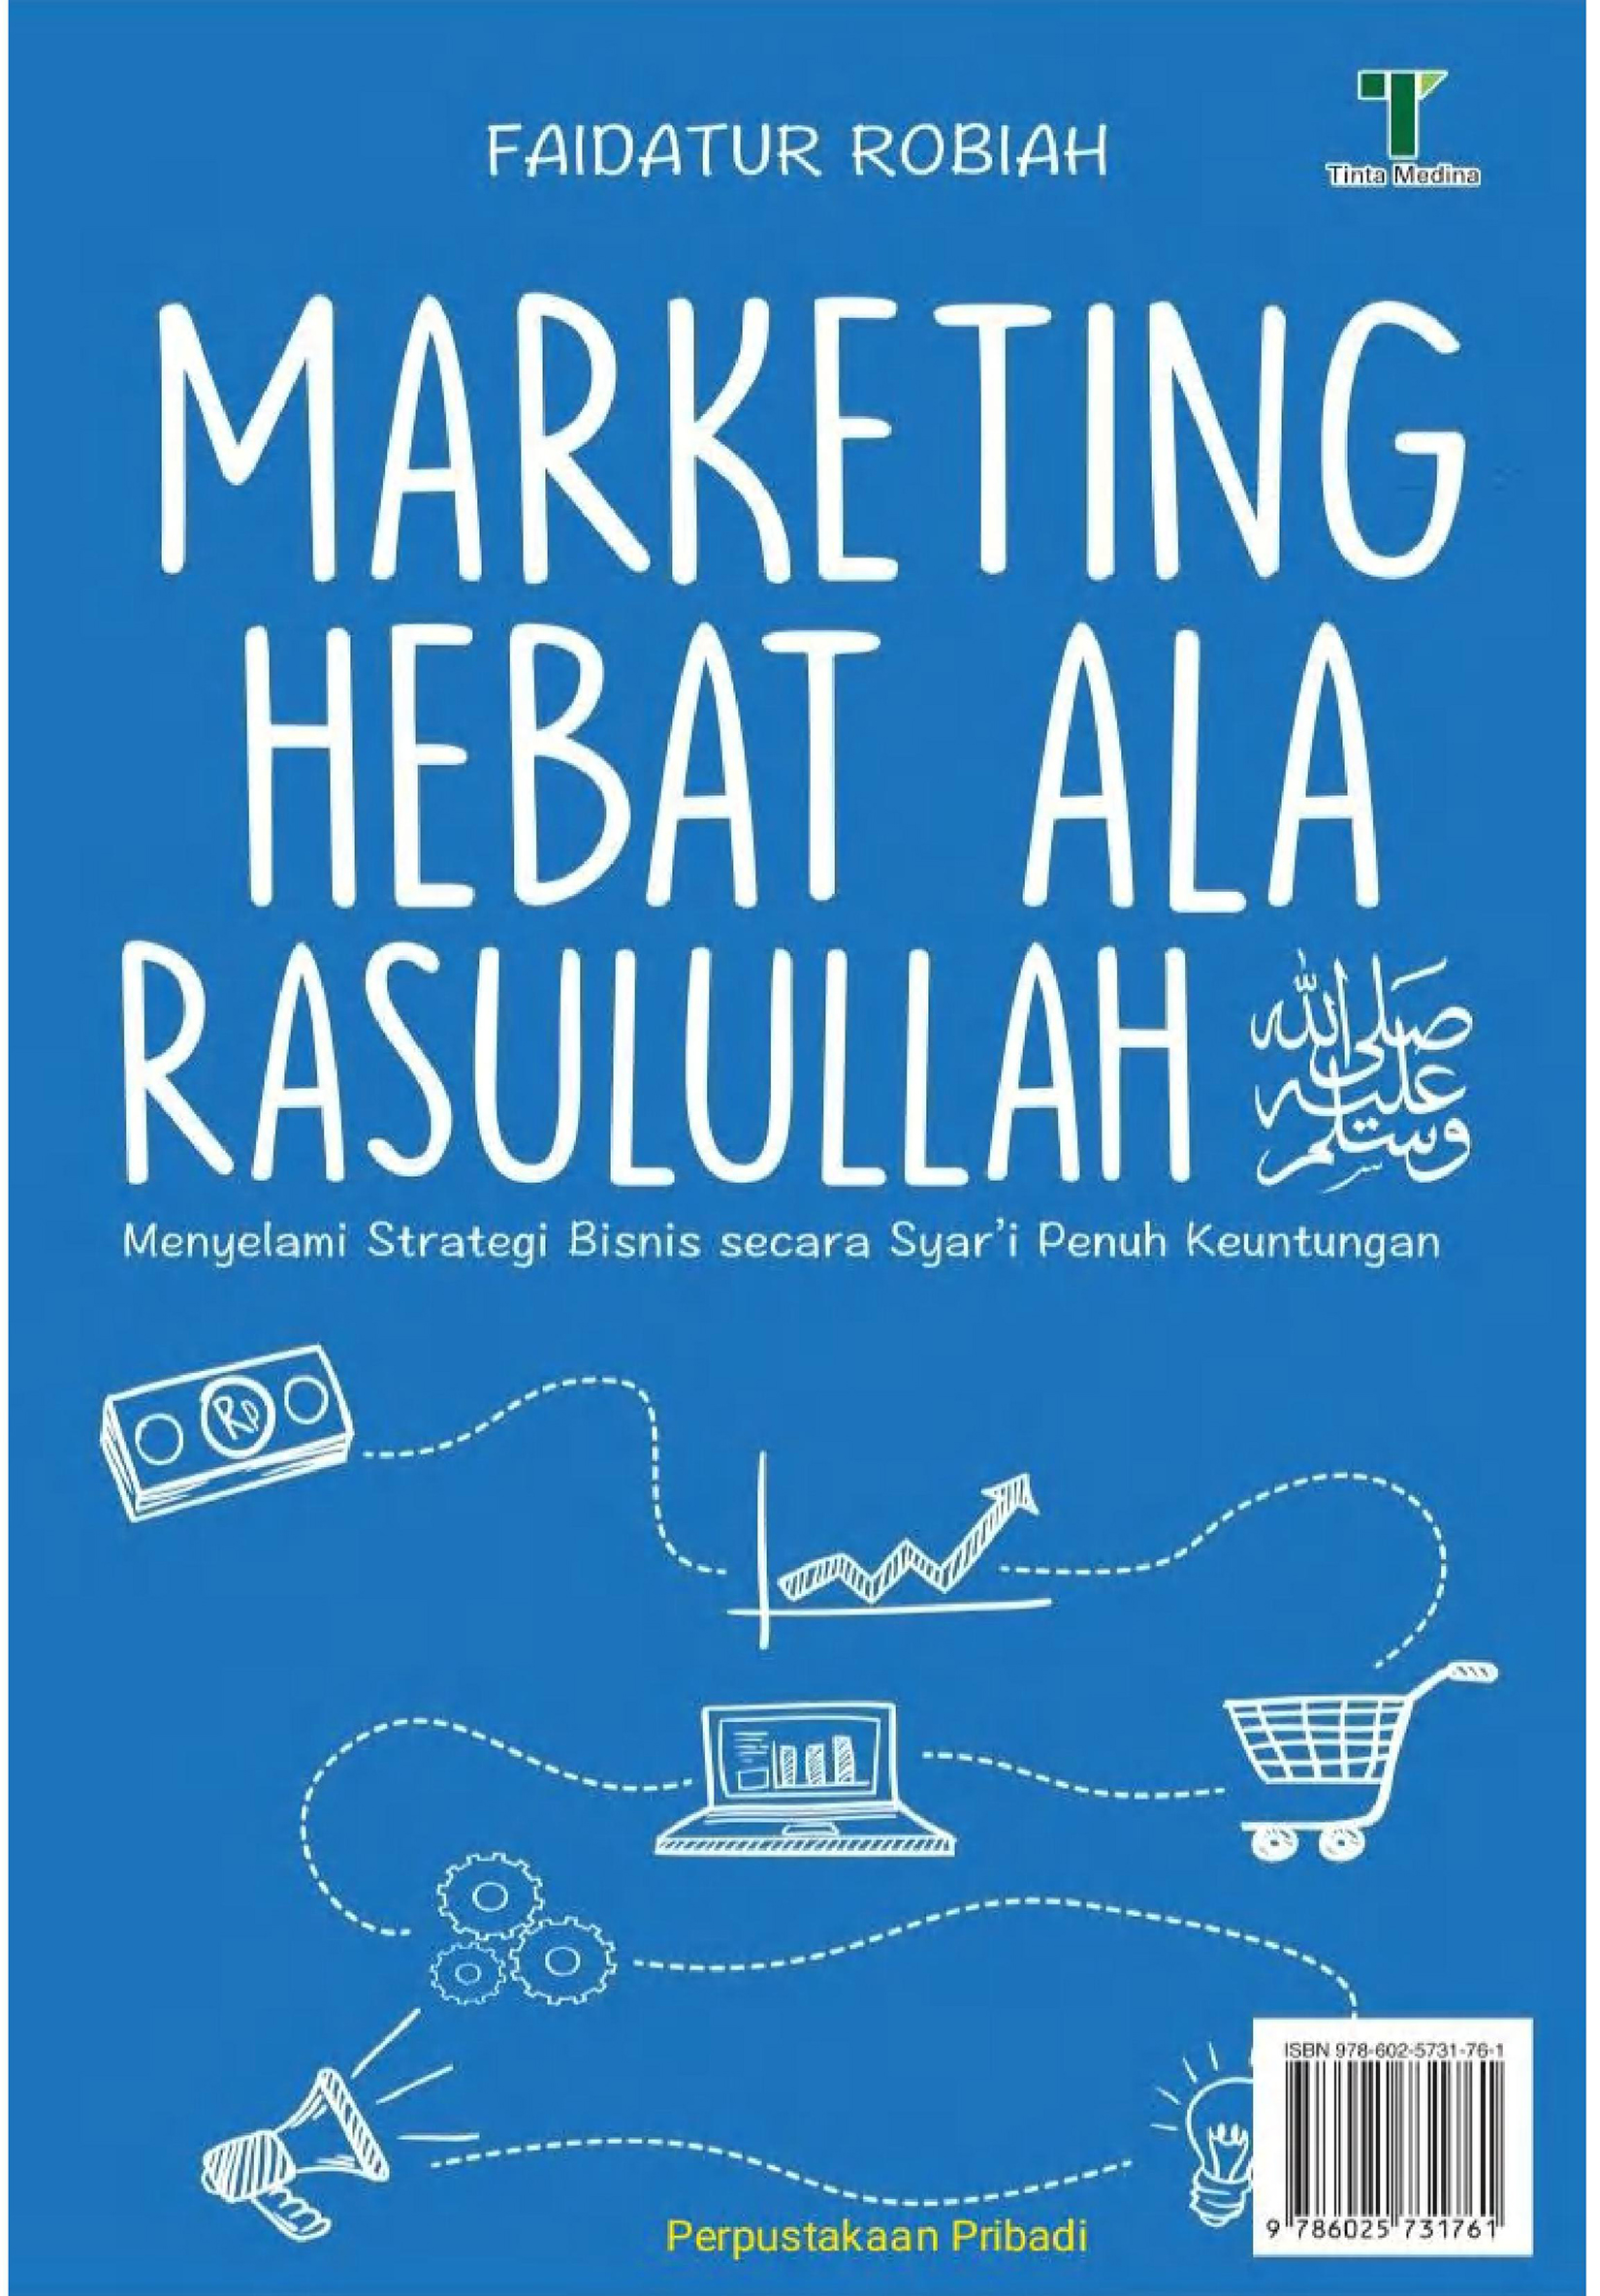 FAIDATUR ROBIAH
Tinta Medina
MARKETING
HEBAT ALA
RASULULLAH
صلى الله
عليه
وسلم
Menyelami Strategi Bisnis secara Syar'i Penuh Keuntungan
Rp
ISBN 978-602-5731-76-1
9 786025 731761
Perpustakaan Pribadi